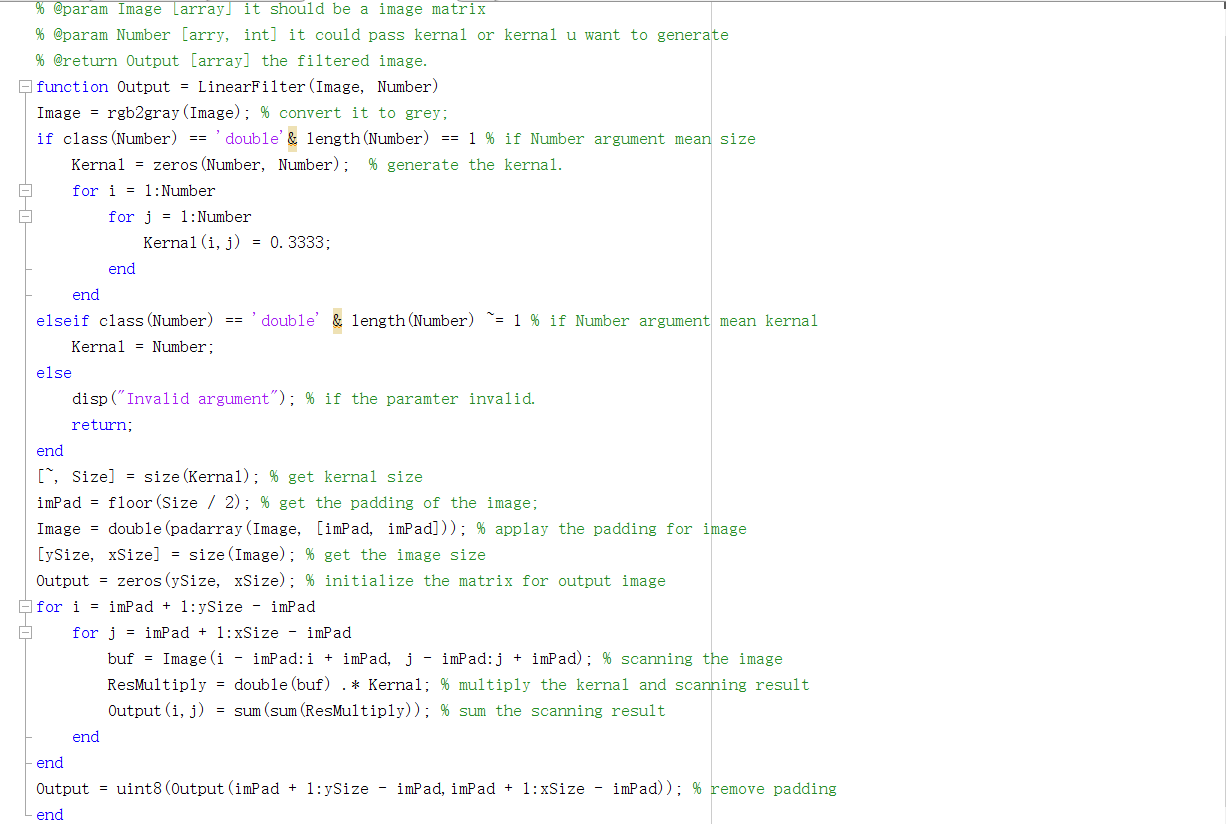 % @param Image [array] it should be a image matrix
% @param Number [arry, int] it could pass kernal or kernal u want to generate
% @return Output [array] the filtered image.
function Output = LinearFilter(Image, Number)
Image = rgb2gray(Image); % convert it to grey;
if class(Number) == 'double'& length(Number) == 1 % if Number argument mean size
    Kernal = zeros(Number, Number);  % generate the kernal.
    for i = 1:Number
        for j = 1:Number
            Kernal(i,j) = 0.3333;
        end
    end
elseif class(Number) == 'double' & length(Number) ~= 1 % if Number argument mean kernal
    Kernal = Number;
else
    disp("Invalid argument"); % if the paramter invalid.
    return;
end
[~, Size] = size(Kernal); % get kernal size
imPad = floor(Size / 2); % get the padding of the image;
Image = double(padarray(Image, [imPad, imPad])); % applay the padding for image
[ySize, xSize] = size(Image); % get the image size
Output = zeros(ySize, xSize); % initialize the matrix for output image
for i = imPad + 1:ySize - imPad
    for j = imPad + 1:xSize - imPad
        buf = Image(i - imPad:i + imPad, j - imPad:j + imPad); % scanning the image
        ResMultiply = double(buf) .* Kernal; % multiply the kernal and scanning result
        Output(i,j) = sum(sum(ResMultiply)); % sum the scanning result
    end
end
Output = uint8(Output(imPad + 1:ySize - imPad,imPad + 1:xSize - imPad)); % remove padding
end